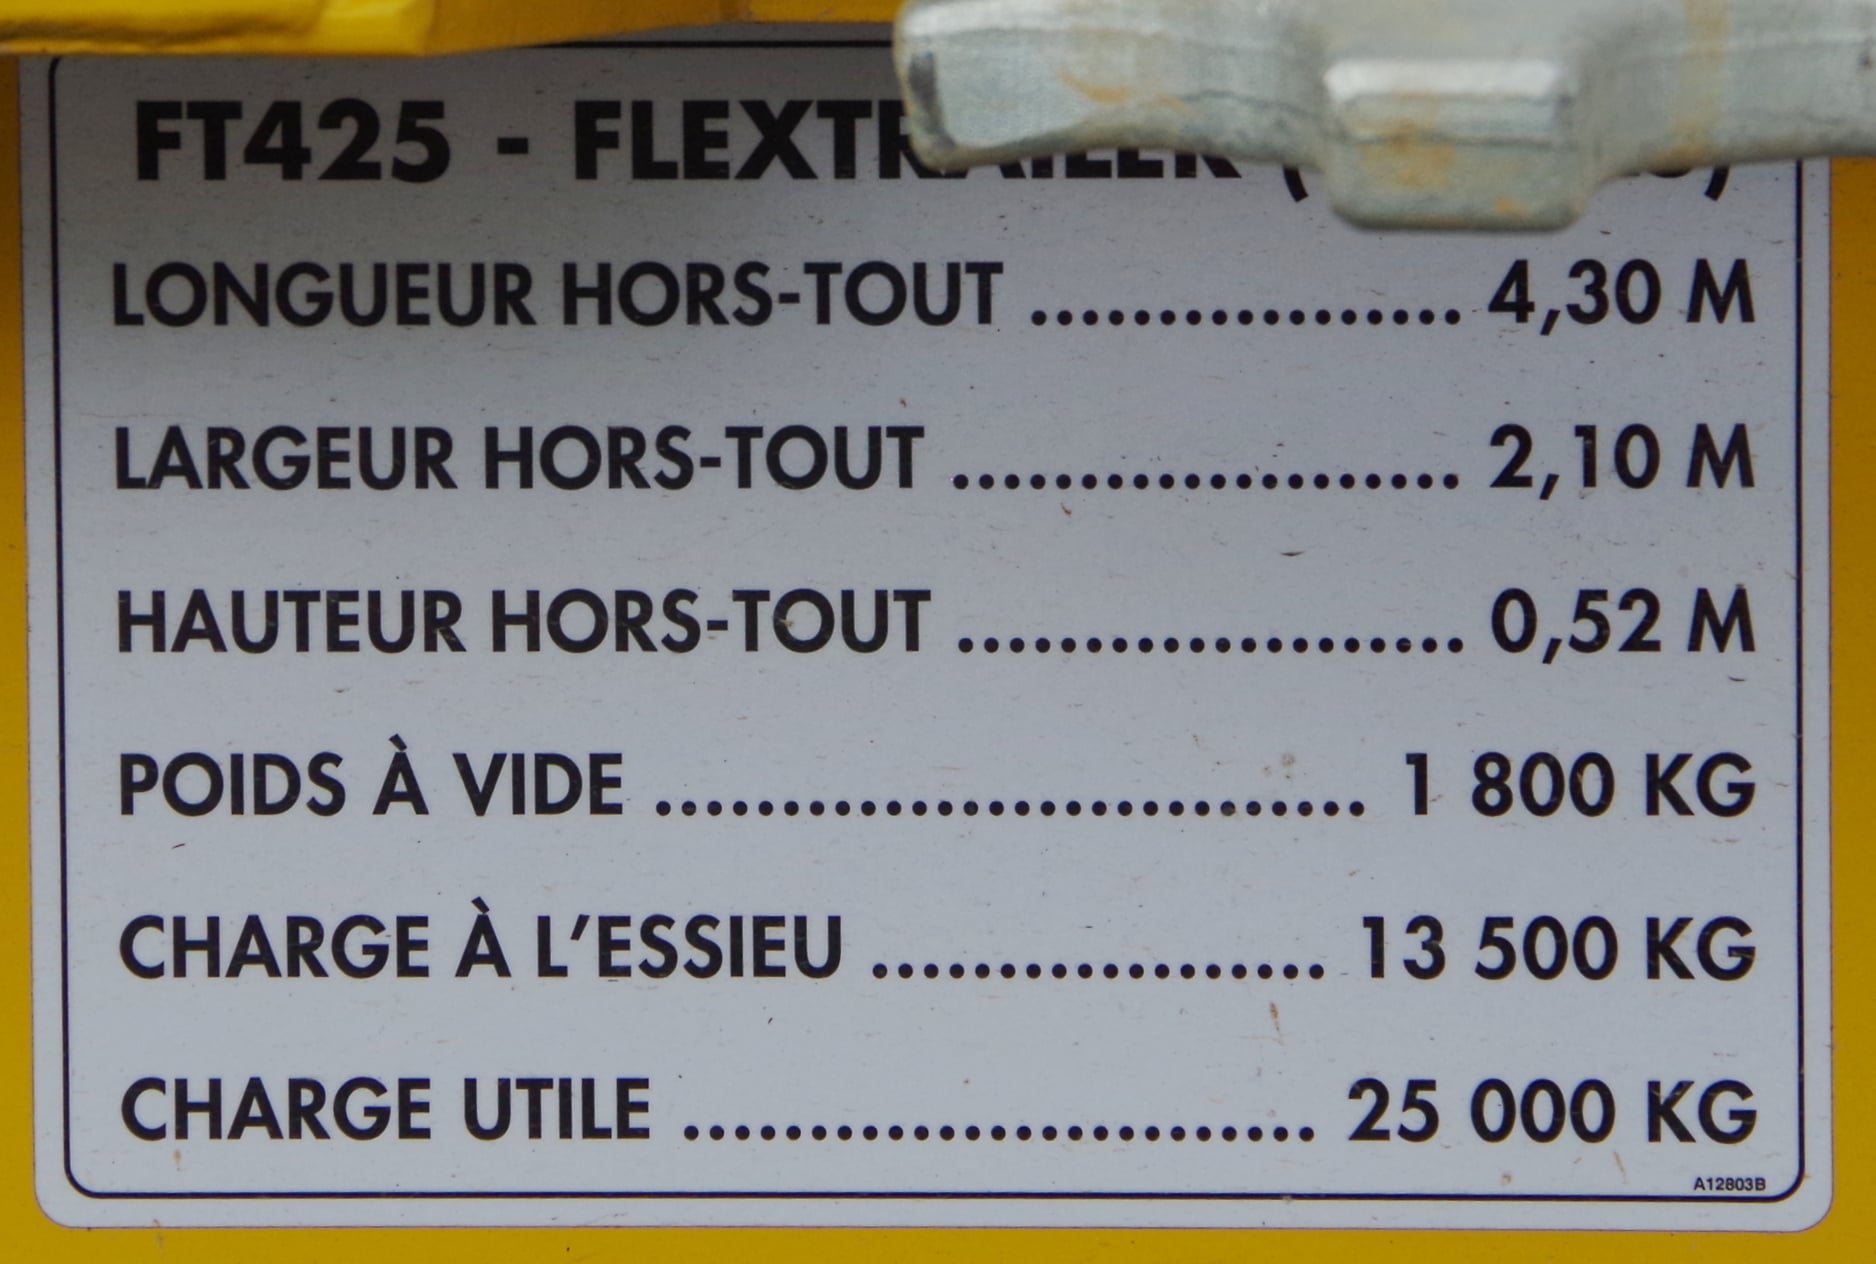 FT425 - FLEXTRAILER (
LONGUEUR HORS-TOUT ................. 4,30 M
LARGEUR HORS-TOUT .................... 2,10 M
HAUTEUR HORS-TOUT .................... 0,52 M
POIDS À VIDE ............................ 1 800 KG
CHARGE À L'ESSIEU .................. 13 500 KG
CHARGE UTILE ......................... 25 000 KG
A12803B